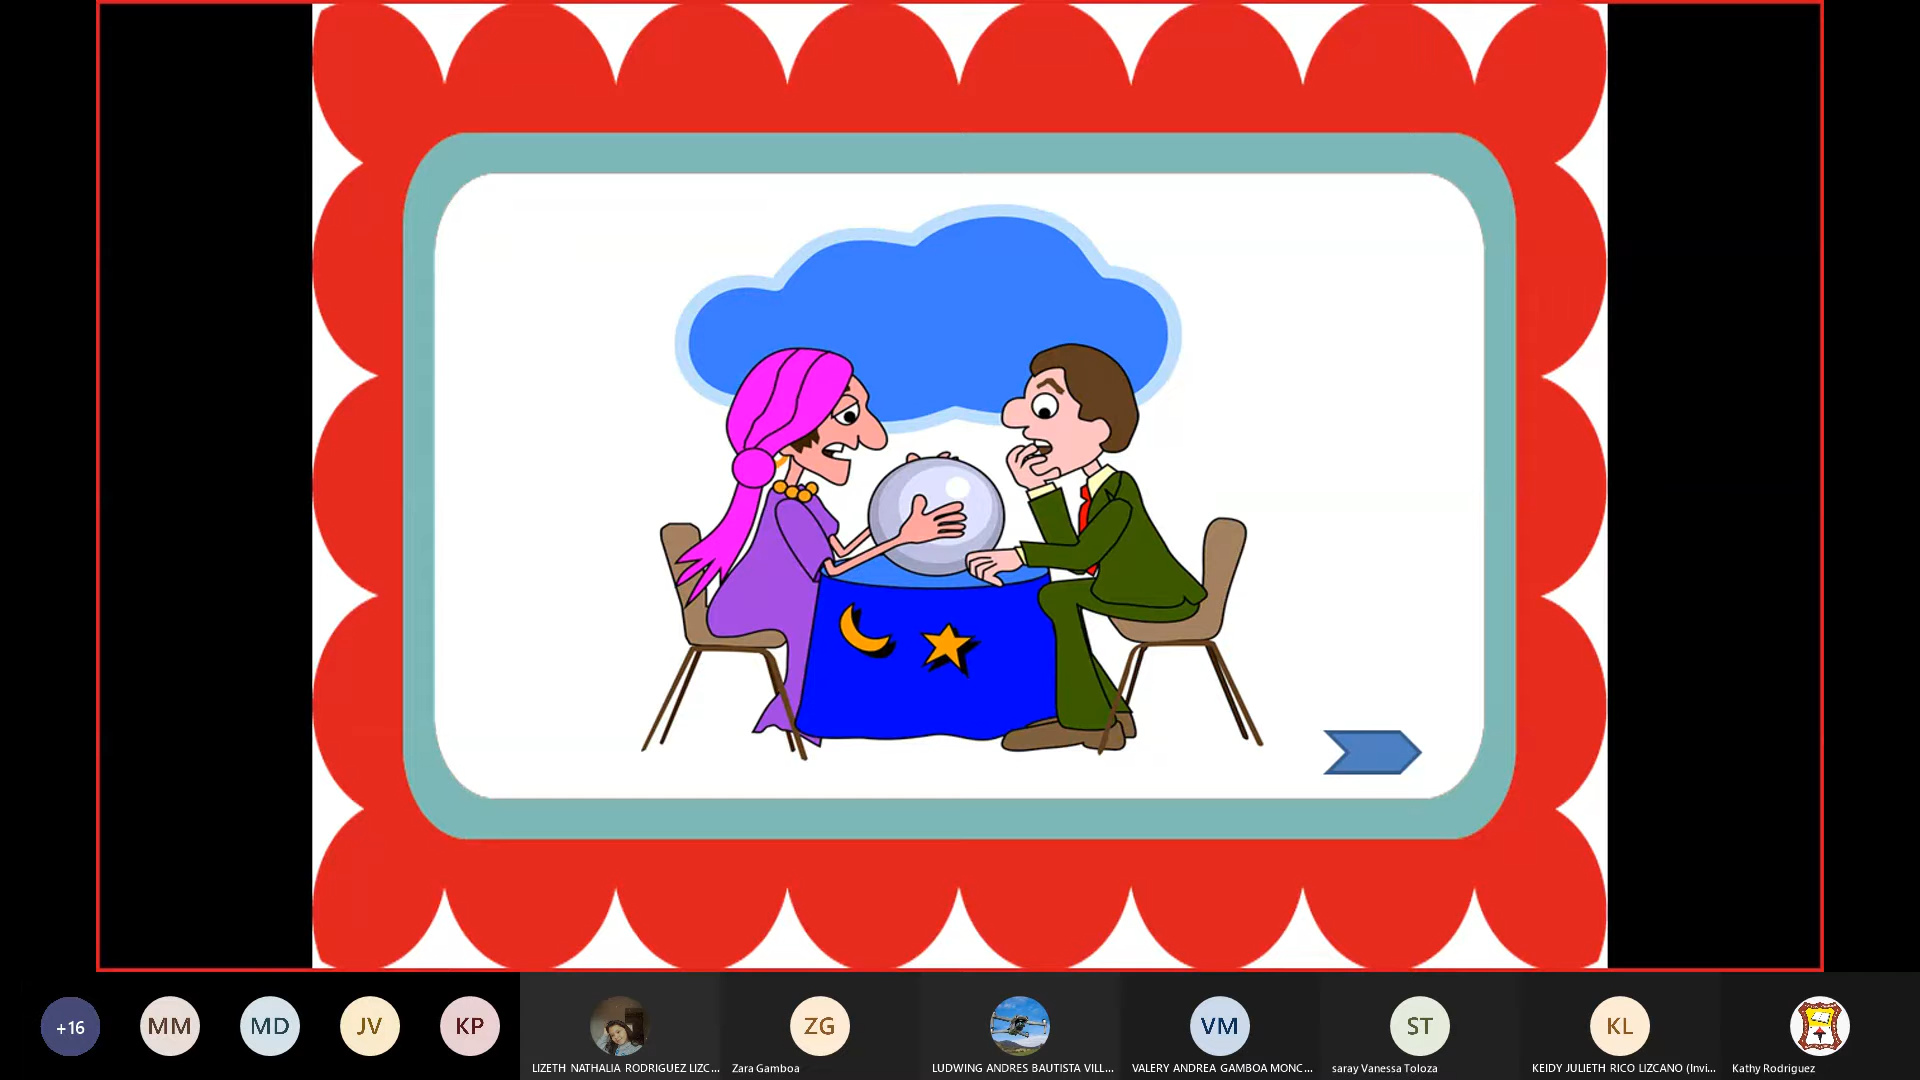 +16
MM
MD
JV
KP
ZG
VM
ST
KL
LIZETH NATHALIA RODRIGUEZ LIZC...
Zara Gamboa
LUDWING ANDRES BAUTISTA VILL...
VALERY ANDREA GAMBOA MONC...
saray Vanessa Toloza
KEIDY JULIETH RICO LIZCANO (Invi...
Kathy Rodriguez